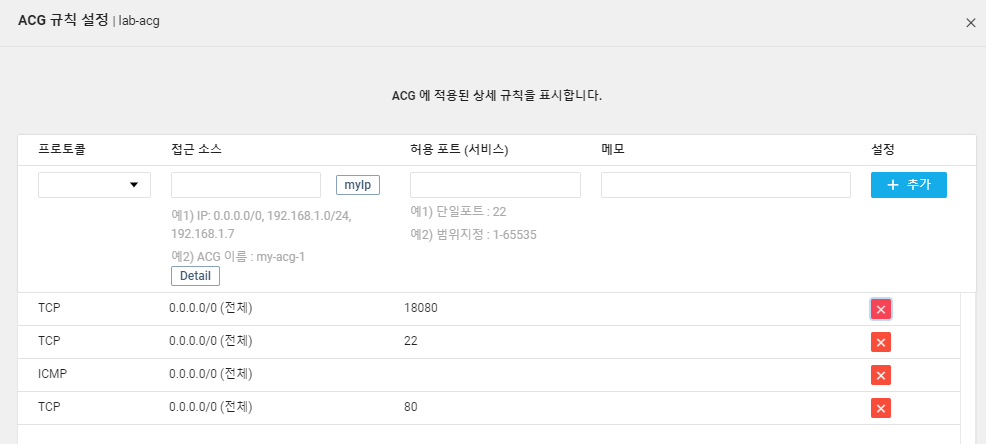 ACG 규칙 설정 | lab-acg
ACG 에 적용된 상세 규칙을 표시합니다.
프로토콜 접근 소스 허용 포트 (서비스) 메모 설정
myIp + 추가
예1) IP: 0.0.0.0/0, 192.168.1.0/24,
192.168.1.7
예2) ACG 이름 : my-acg-1
Detail
예1) 단일포트 : 22
예2) 범위지정 : 1-65535
TCP 0.0.0.0/0 (전체) 18080
TCP 0.0.0.0/0 (전체) 22
ICMP 0.0.0.0/0 (전체)
TCP 0.0.0.0/0 (전체) 80